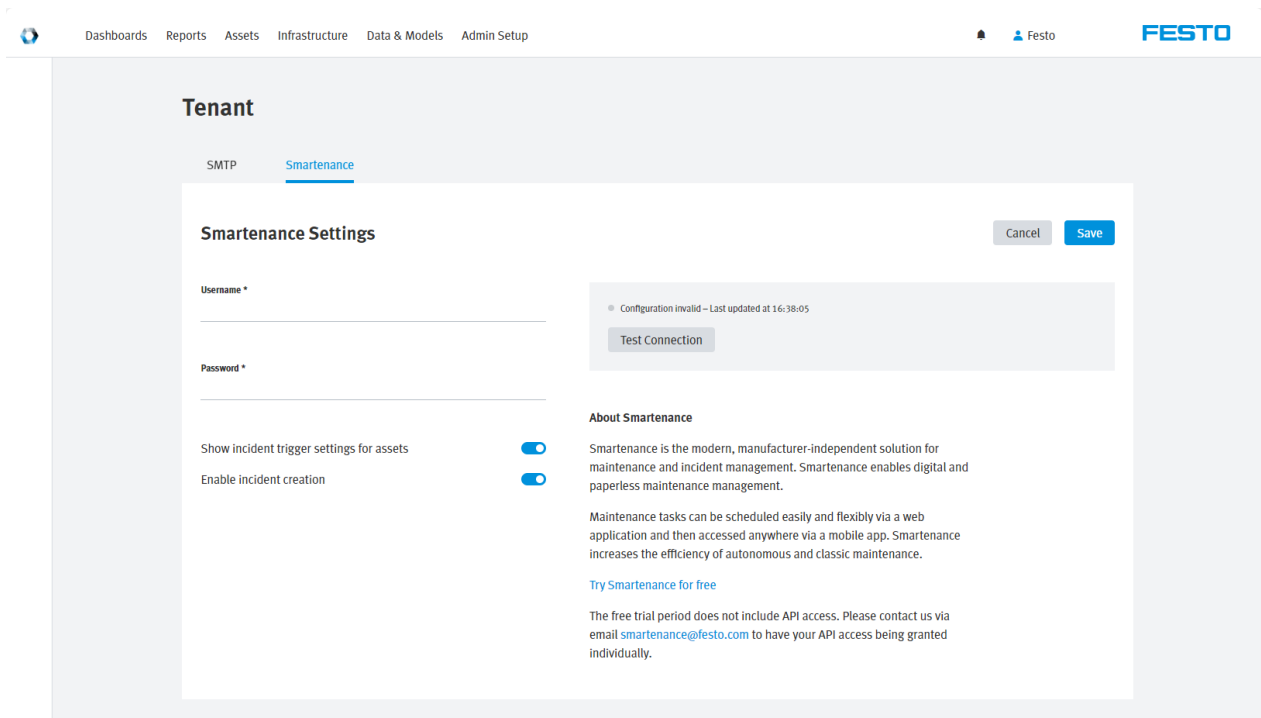 Dashboards Reports Assets Infrastructure Data & Models Admin Setup Festo FESTO
Tenant
SMTP Smartenance
Smartenance Settings Cancel Save
Username *
Configuration invalid – Last updated at 16:38:05
Test Connection
Password *
About Smartenance
Show incident trigger settings for assets
Enable incident creation
Smartenance is the modern, manufacturer-independent solution for
maintenance and incident management. Smartenance enables digital and
paperless maintenance management.
Maintenance tasks can be scheduled easily and flexibly via a web
application and then accessed anywhere via a mobile app. Smartenance
increases the efficiency of autonomous and classic maintenance.
Try Smartenance for free
The free trial period does not include API access. Please contact us via
email smartenance@festo.com to have your API access being granted
individually.